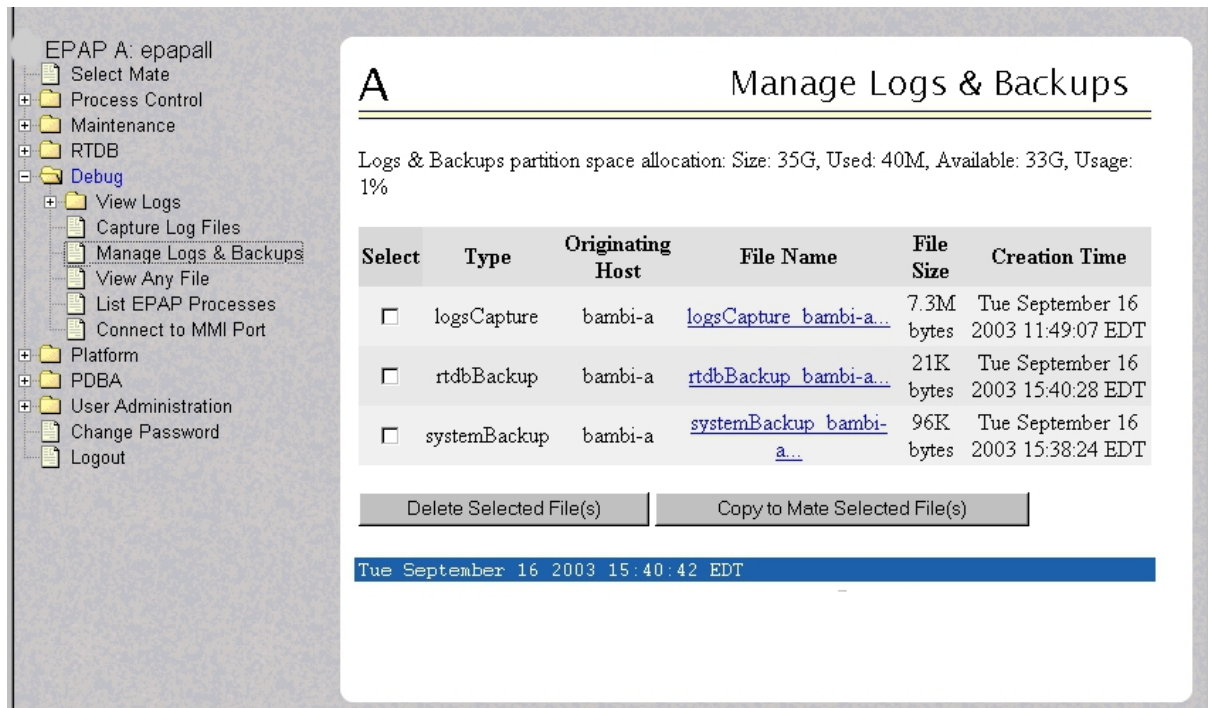 EPAP A: epapall
Select Mate
Process Control
Maintenance
RTDB
Debug
View Logs
Capture Log Files
Manage Logs & Backups
View Any File
List EPAP Processes
Connect to MMI Port
Platform
PDBA
User Administration
Change Password
Logout
A
Manage Logs & Backups
Logs & Backups partition space allocation: Size: 35G, Used: 40M, Available: 33G, Usage:
1%
Select Type Originating Host File Name File Size Creation Time
logsCapture bambi-a logsCapture_bambi-a... 7.3M bytes Tue September 16 2003 11:49:07 EDT
rtdbBackup bambi-a rtdbBackup_bambi-a... 21K bytes Tue September 16 2003 15:40:28 EDT
systemBackup bambi-a systemBackup_bambi-a... 96K bytes Tue September 16 2003 15:38:24 EDT
Delete Selected File(s) Copy to Mate Selected File(s)
Tue September 16 2003 15:40:42 EDT